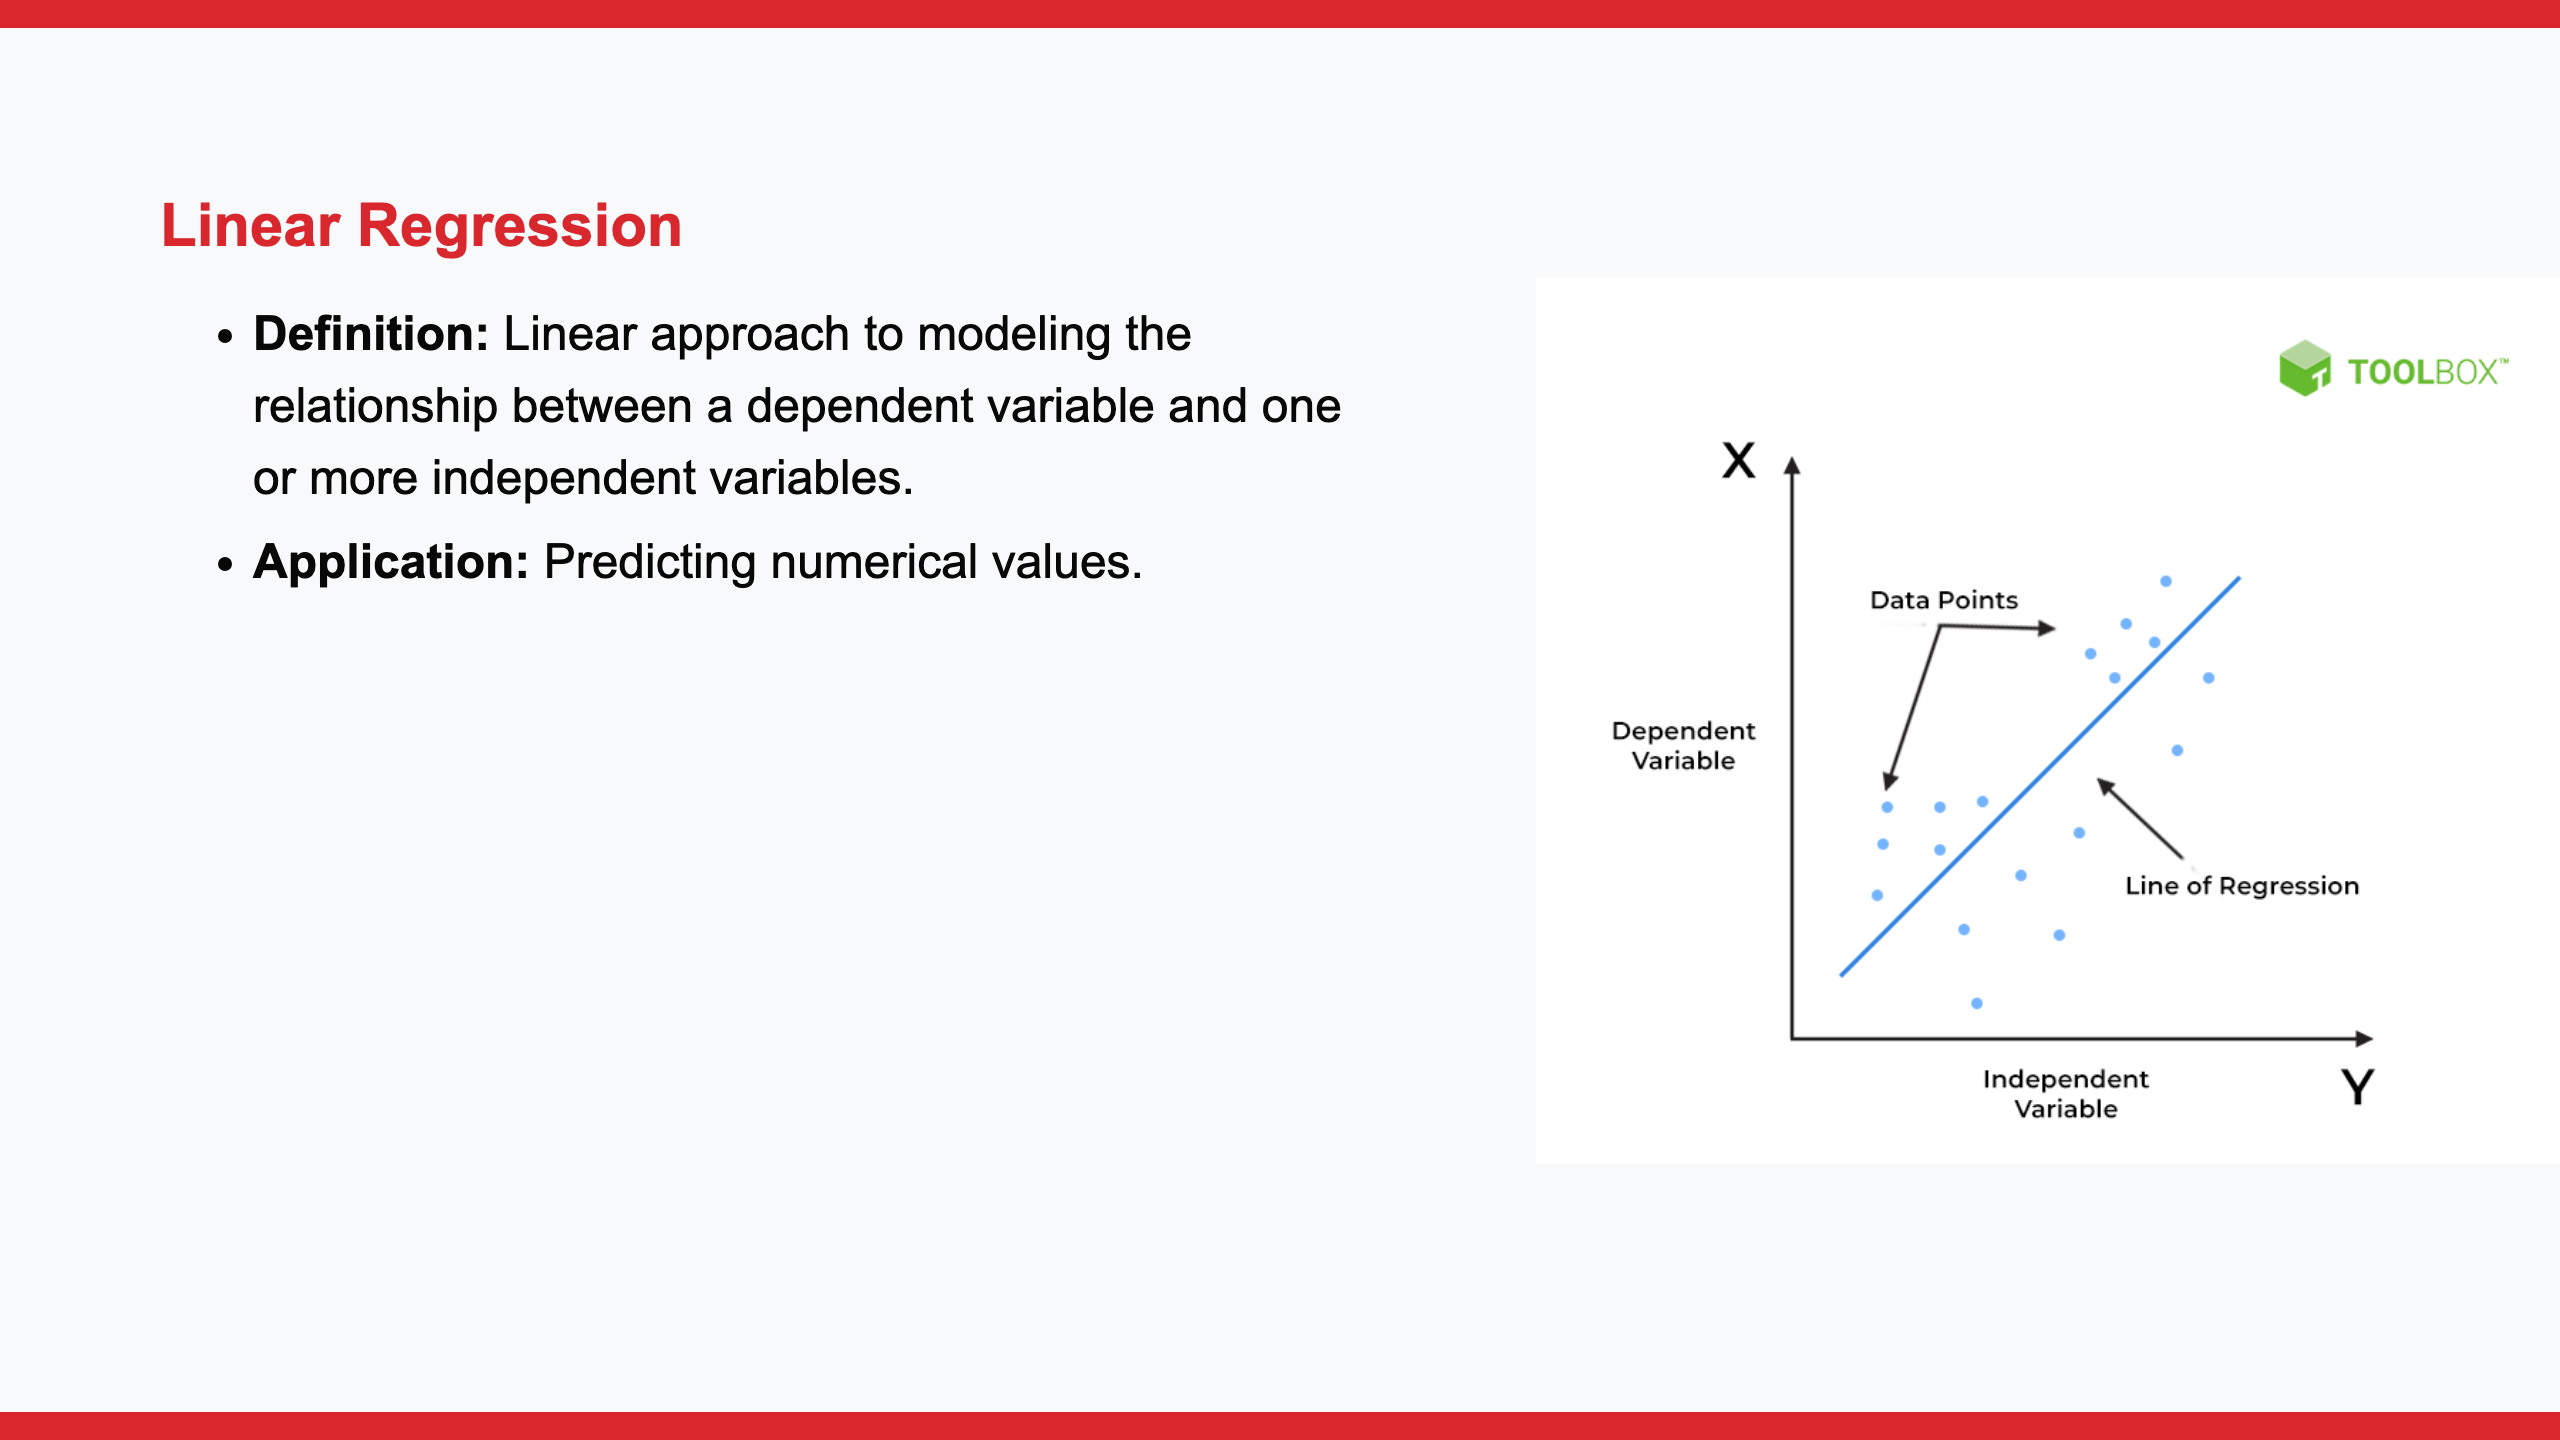 Linear Regression
• Definition: Linear approach to modeling the
relationship between a dependent variable and one
or more independent variables.
• Application: Predicting numerical values.
TOOLBOX™
X
Data Points
Dependent
Variable
Line of Regression
Independent
Variable
Y